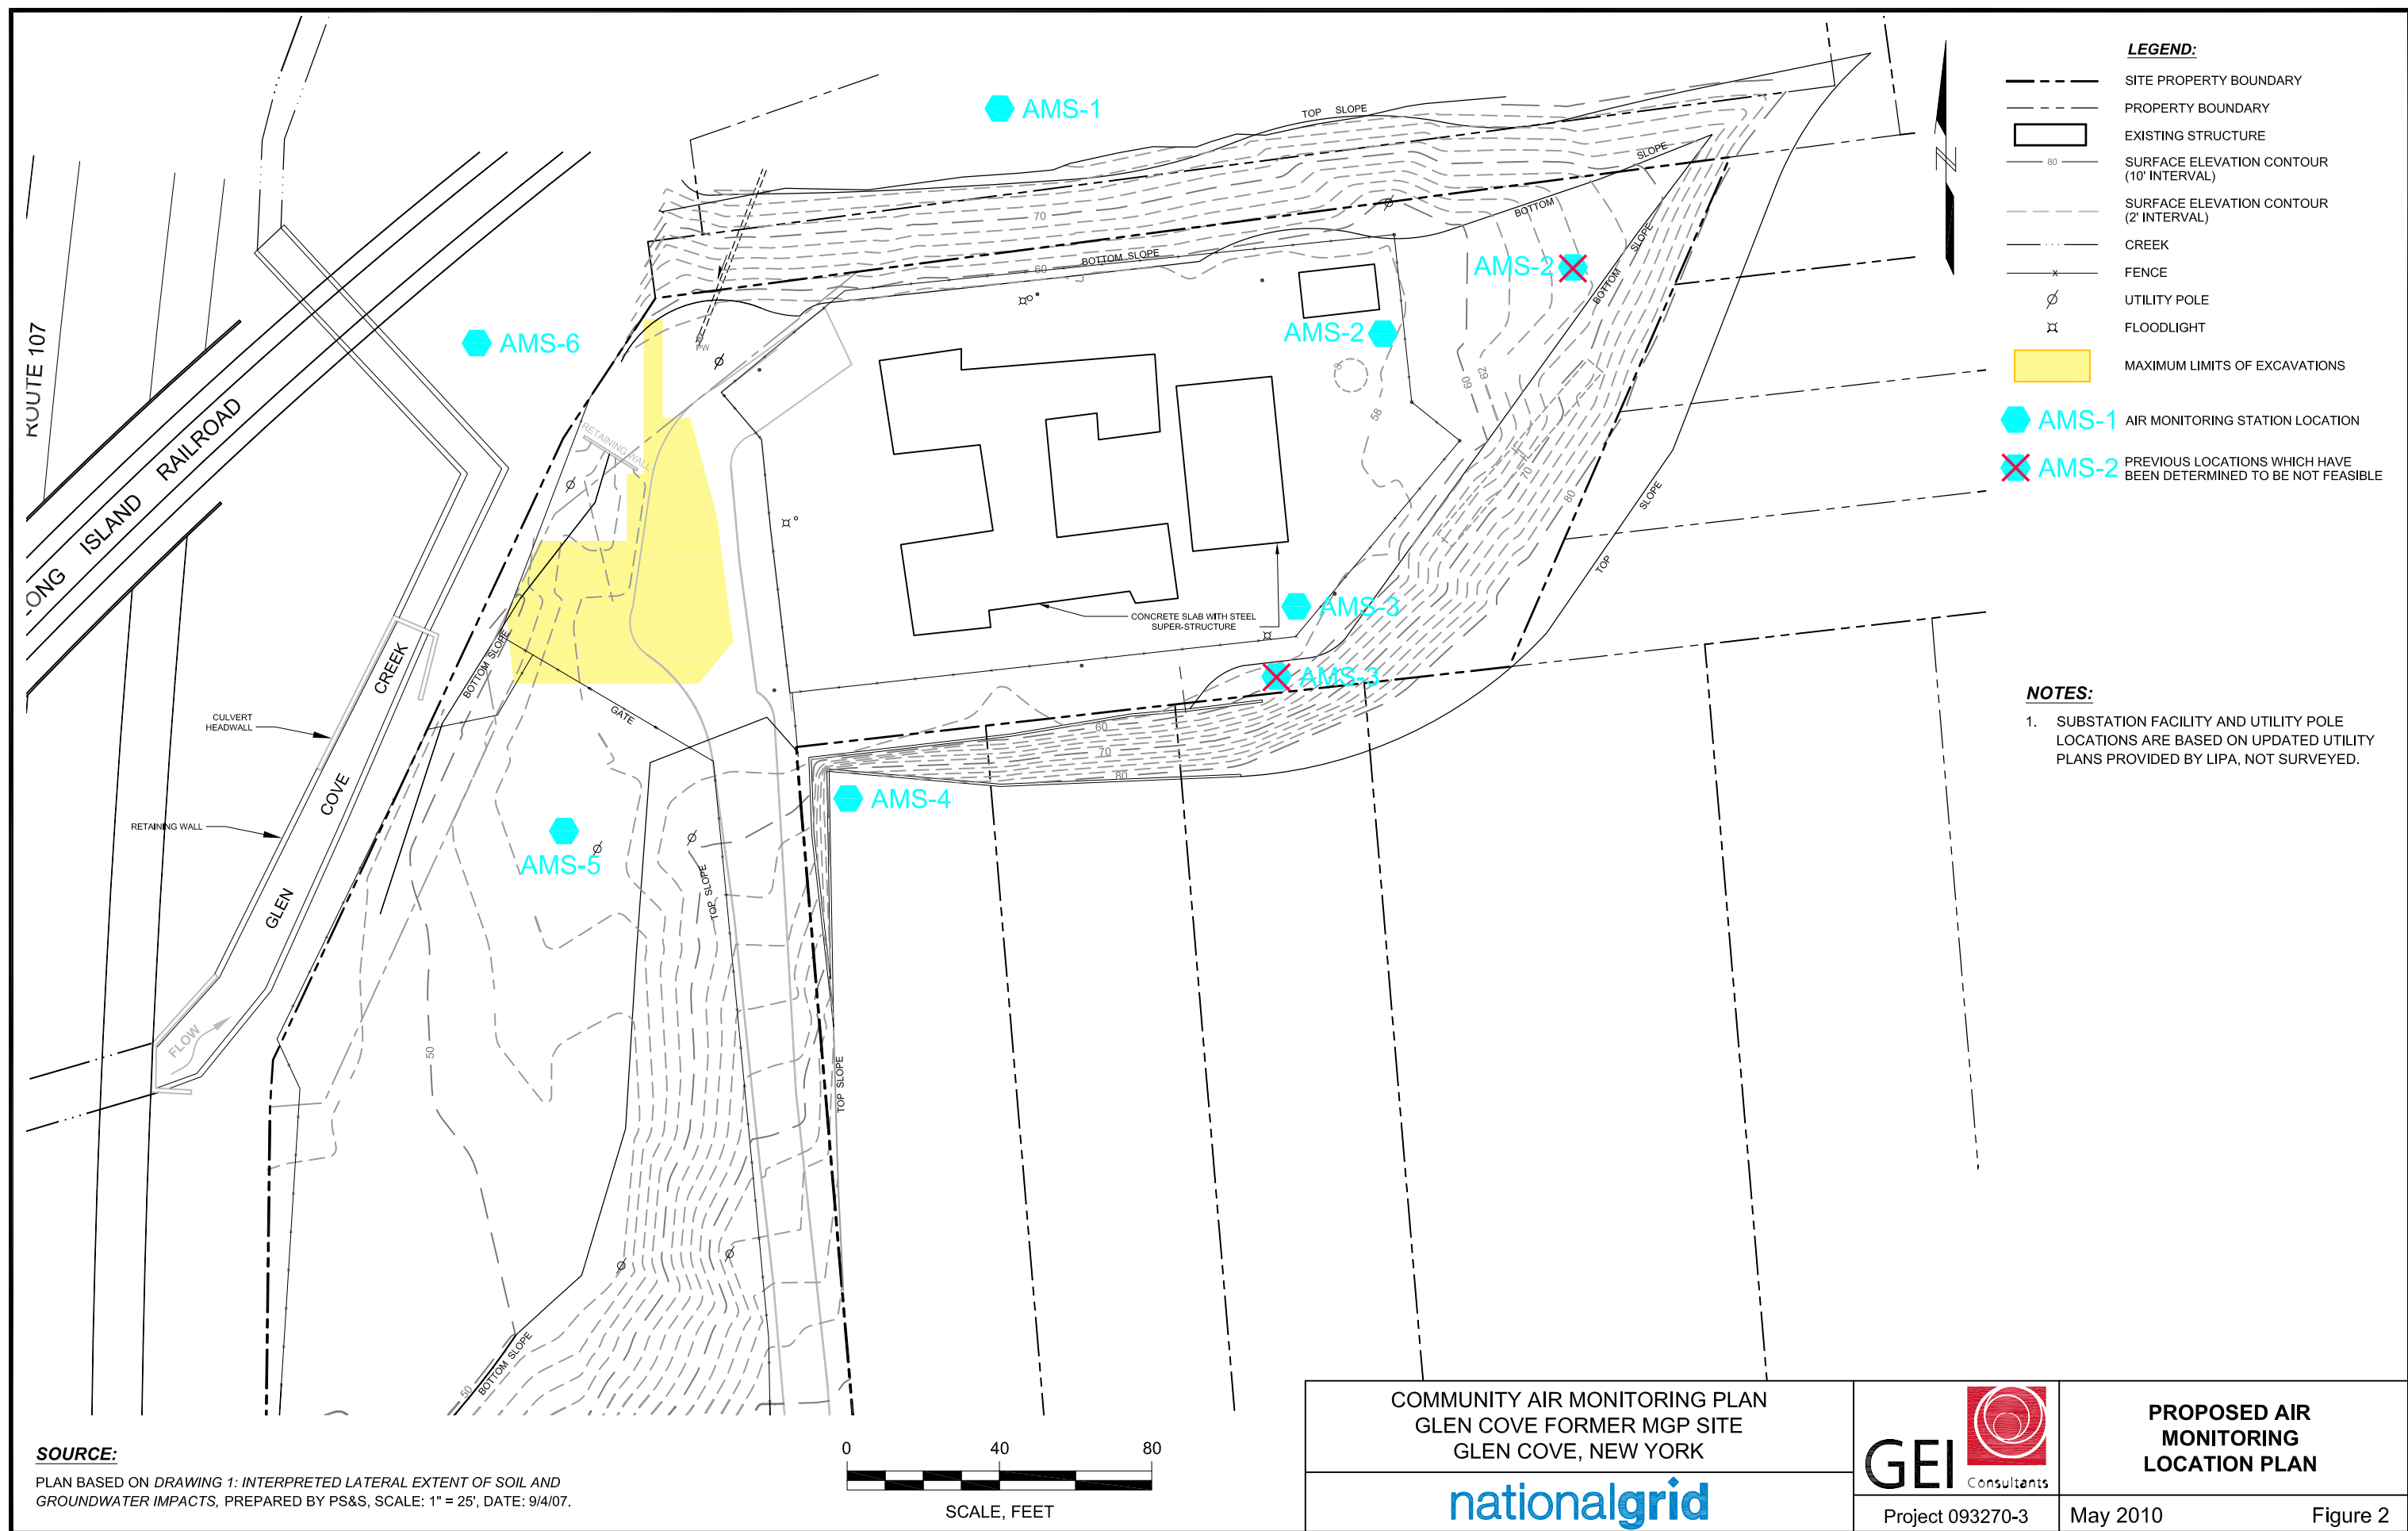 AMS-1
TOP SLOPE
SLOPE
BOTTOM
70
BOTTOM SLOPE
60
AMS-2
AMS-2
SLOPE
BOTTOM
PW
AMS-6
ROUTE 107
LONG ISLAND RAILROAD
RETAINING WALL
60
62
58
70
80
SLOPE
TOP
AMS-3
CONCRETE SLAB WITH STEEL
SUPER-STRUCTURE
AMS-3
BOTTOM SLOPE
GATE
CULVERT
HEADWALL
RETAINING WALL
GLEN COVE CREEK
FLOW
60
70
80
AMS-4
AMS-5
TOP SLOPE
TOP SLOPE
50
50
BOTTOM SLOPE
N
LEGEND:
SITE PROPERTY BOUNDARY
PROPERTY BOUNDARY
EXISTING STRUCTURE
80
SURFACE ELEVATION CONTOUR
(10' INTERVAL)
SURFACE ELEVATION CONTOUR
(2' INTERVAL)
CREEK
x
FENCE
UTILITY POLE
FLOODLIGHT
MAXIMUM LIMITS OF EXCAVATIONS
AMS-1 AIR MONITORING STATION LOCATION
AMS-2 PREVIOUS LOCATIONS WHICH HAVE
BEEN DETERMINED TO BE NOT FEASIBLE
NOTES:
1. SUBSTATION FACILITY AND UTILITY POLE
LOCATIONS ARE BASED ON UPDATED UTILITY
PLANS PROVIDED BY LIPA, NOT SURVEYED.
SOURCE:
PLAN BASED ON DRAWING 1: INTERPRETED LATERAL EXTENT OF SOIL AND
GROUNDWATER IMPACTS, PREPARED BY PS&S, SCALE: 1" = 25', DATE: 9/4/07.
0 40 80
SCALE, FEET
COMMUNITY AIR MONITORING PLAN
GLEN COVE FORMER MGP SITE
GLEN COVE, NEW YORK
nationalgrid
GEI Consultants
Project 093270-3
PROPOSED AIR
MONITORING
LOCATION PLAN
May 2010
Figure 2